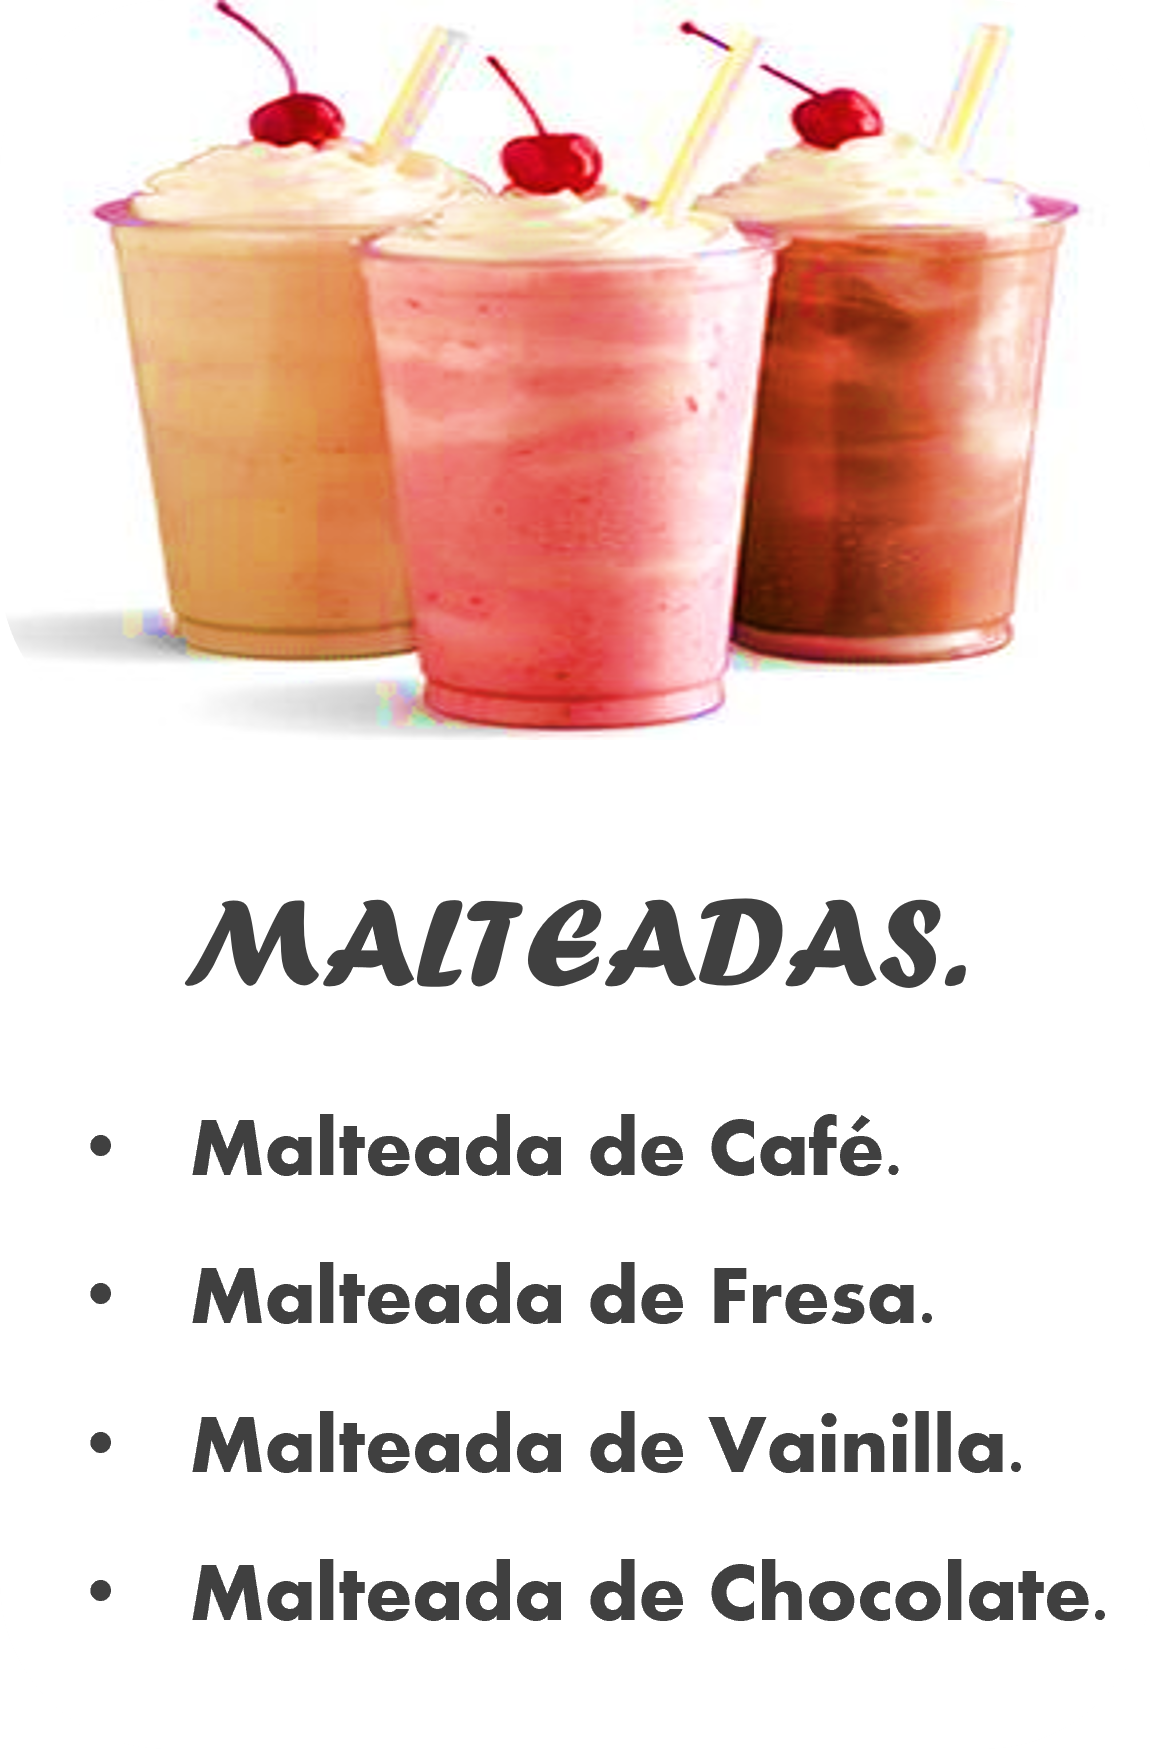 MALTEADAS.
• Malteada de Café.
• Malteada de Fresa.
• Malteada de Vainilla.
• Malteada de Chocolate.